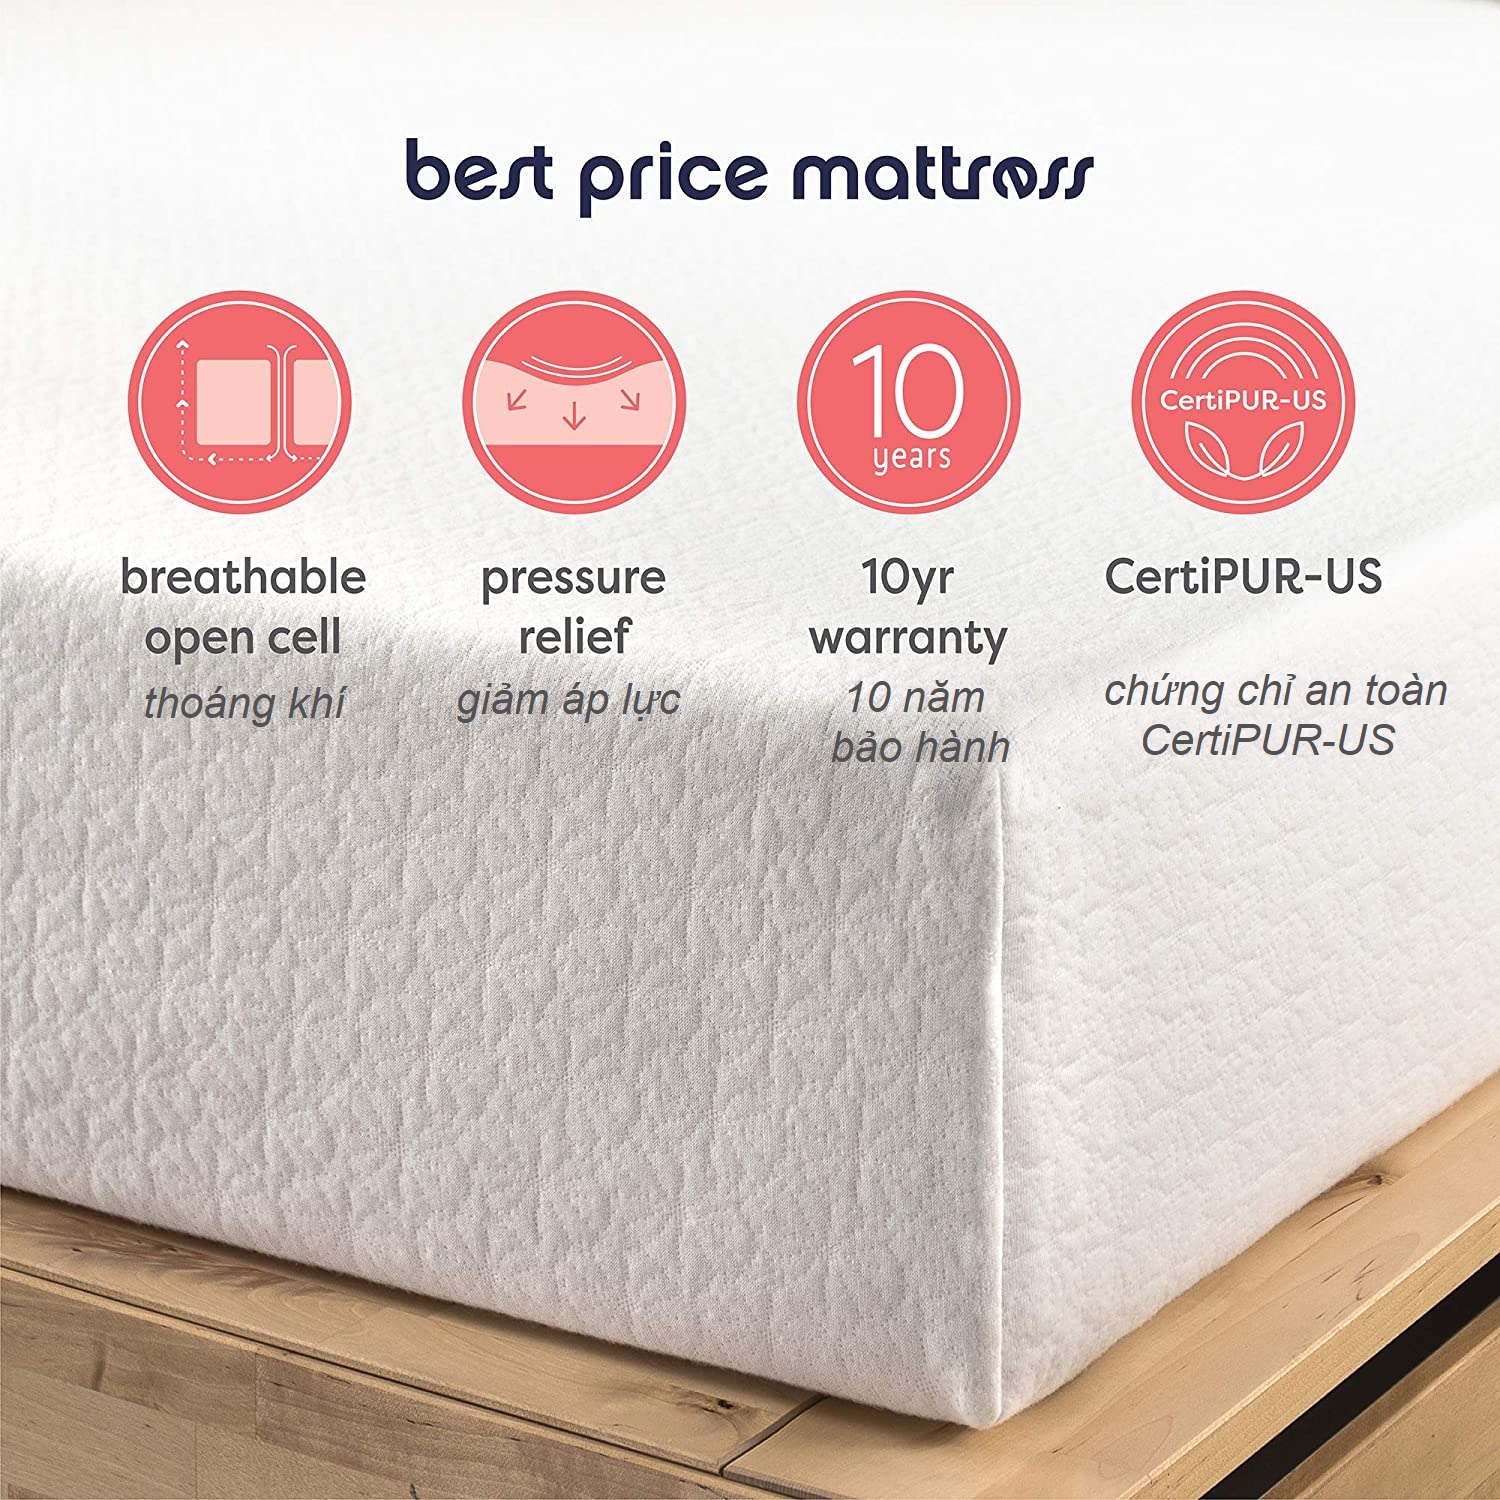 best price mattress
10
years
CertiPUR-US
breathable
open cell
thoáng khí
pressure
relief
giảm áp lực
10yr
warranty
10 năm
bảo hành
CertiPUR-US
chứng chỉ an toàn
CertiPUR-US